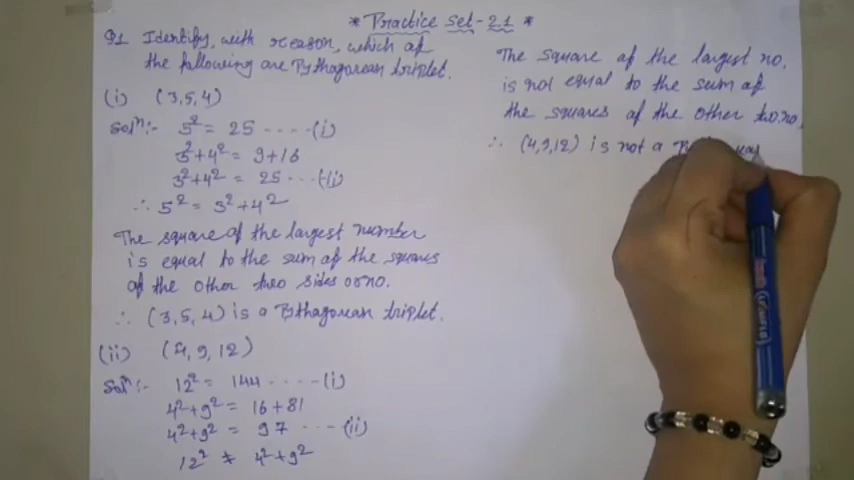 * Practice Set-2.1 *
Q1 Identify, with reason, which of
the following are Pythagorean triplet.
(i) (3,5,4)
Solⁿ:- 5² = 25 ----(i)
3²+4² = 9+16
3²+4² = 25 ---(ii)
∴ 5² = 3²+4²
The square of the largest number
is equal to the sum of the squares
of the other two sides or no.
∴ (3,5,4) is a Pythagorean triplet.
(ii) (4,9,12)
Solⁿ:- 12² = 144 ----(i)
4²+9² = 16+81
4²+9² = 97 ---(ii)
12² ≠ 4²+9²
The square of the largest no.
is not equal to the sum of
the squares of the other two no.
∴ (4,9,12) is not a